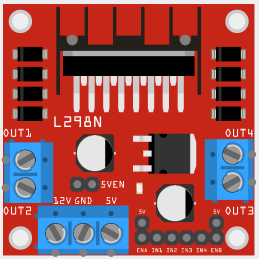 L298N
OUT1 OUT4
5VEN
OUT2 12V GND 5V OUT3
5V 5V
ENA IN1 IN2 IN3 IN4 ENB